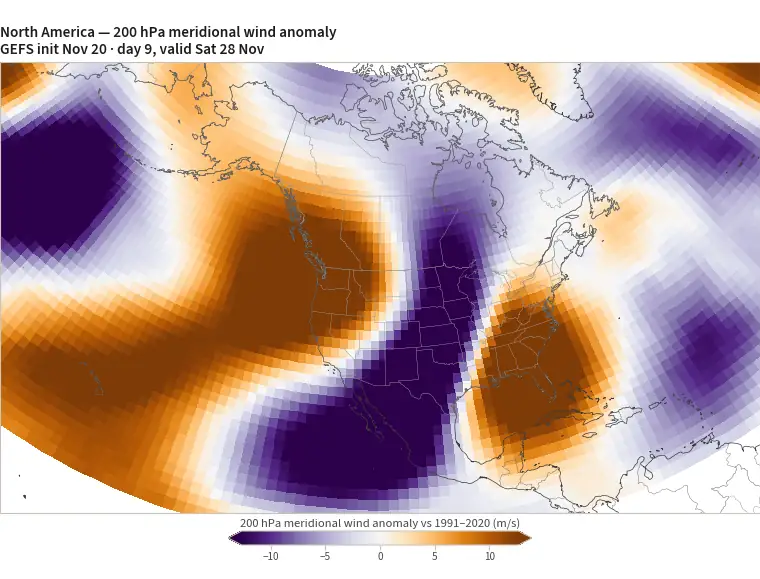 North America — 200 hPa meridional wind anomaly
GEFS init Nov 20 · day 9, valid Sat 28 Nov
200 hPa meridional wind anomaly vs 1991–2020 (m/s)
−10 −5 0 5 10